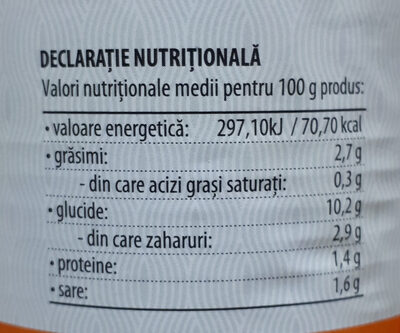 DECLARAȚIE NUTRIȚIONALĂ
Valori nutriționale medii pentru 100 g produs:
• valoare energetică: 297,10kJ / 70,70 kcal
• grăsimi: 2,7 g
- din care acizi grași saturați: 0,3 g
• glucide: 10,2 g
- din care zaharuri: 2,9 g
• proteine: 1,4 g
• sare: 1,6 g